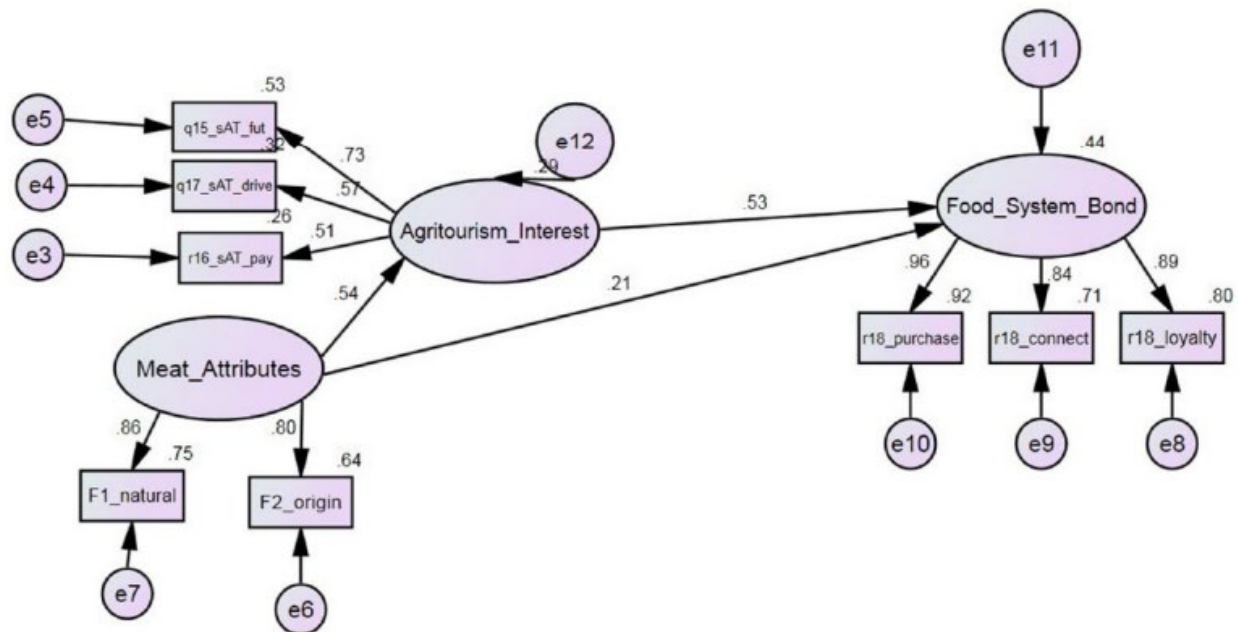 e11
.53
e5
q15_sAT_fut
e12
.44
.32
.73
.29
e4
q17_sAT_drive
.57
Food_System_Bond
.53
.26
Agritourism_Interest
.51
e3
r16_sAT_pay
.96
.84
.89
.54
.21
.92
.71
.80
r18_purchase
r18_connect
r18_loyalty
Meat_Attributes
.86
.80
e10
e9
e8
.75
.64
F1_natural
F2_origin
e7
e6